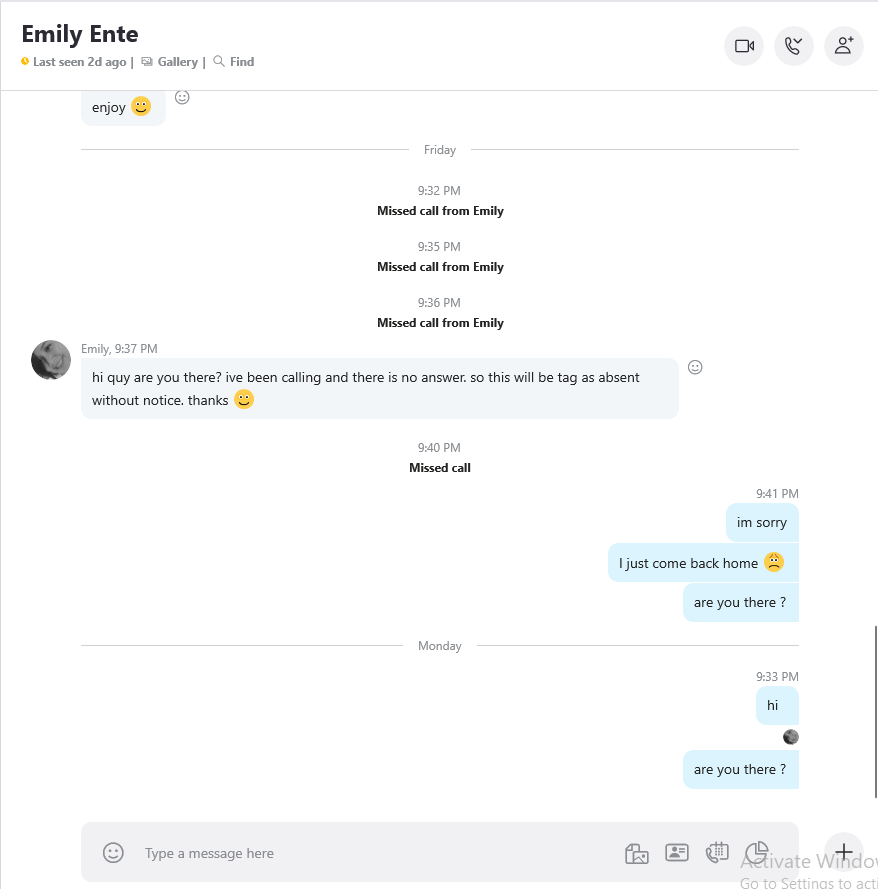 Emily Ente
Last seen 2d ago | Gallery | Find
enjoy
Friday
9:32 PM
Missed call from Emily
9:35 PM
Missed call from Emily
9:36 PM
Missed call from Emily
Emily, 9:37 PM
hi quy are you there? ive been calling and there is no answer. so this will be tag as absent
without notice. thanks
9:40 PM
Missed call
9:41 PM
im sorry
I just come back home
are you there ?
Monday
9:33 PM
hi
are you there ?
Type a message here
Activate Window
Go to Settings to acti